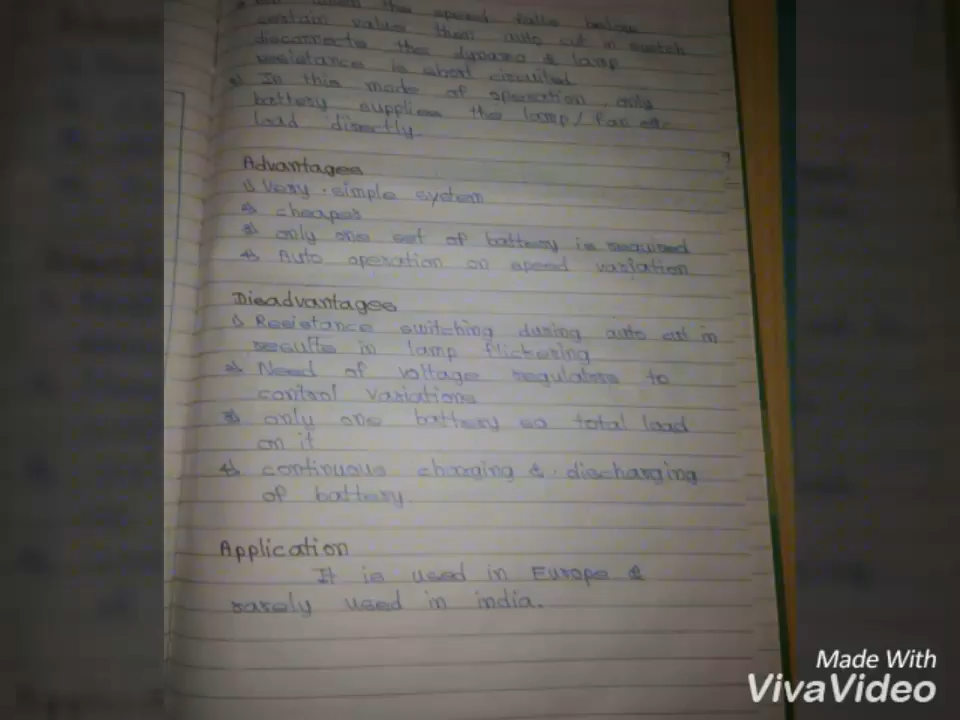 when the speed falls below
certain value then auto cut in switch
disconnects the dynamo & lamp
resistance is short circuited
In this mode of operation, only
battery supplies the lamp/fan etc
load directly.
Advantages
1) Very simple system
2) cheaper
3) only one set of battery is required
4) Auto operation on speed variation
Disadvantages
1) Resistance switching during auto cut in
results in lamp flickering
2) Need of voltage regulators to
control variations
3) only one battery so total load
on it
4) continuous charging & discharging
of battery.
Application
It is used in Europe &
rarely used in india.
Made With
VivaVideo